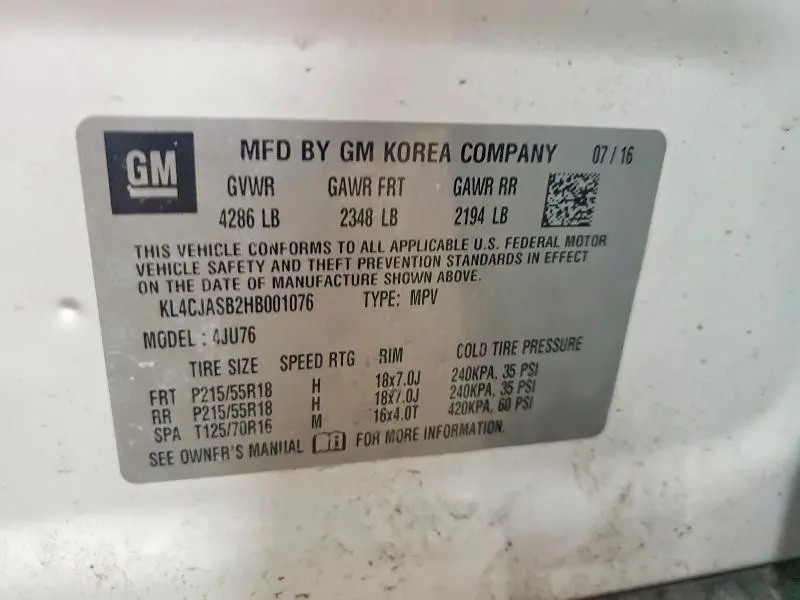 GM
MFD BY GM KOREA COMPANY 07 / 16
GVWR GAWR FRT GAWR RR
4286 LB 2348 LB 2194 LB
THIS VEHICLE CONFORMS TO ALL APPLICABLE U.S. FEDERAL MOTOR
VEHICLE SAFETY AND THEFT PREVENTION STANDARDS IN EFFECT
ON THE DATE OF MANUFACTURE SHOWN ABOVE.
KL4CJASB2HB001076 TYPE: MPV
MODEL : 4JU76
TIRE SIZE SPEED RTG RIM COLD TIRE PRESSURE
FRT P215/55R18 H 18x7.0J 240KPA, 35 PSI
RR P215/55R18 H 18x7.0J 240KPA, 35 PSI
SPA T125/70R16 M 16x4.0T 420KPA, 60 PSI
SEE OWNER'S MANUAL FOR MORE INFORMATION.